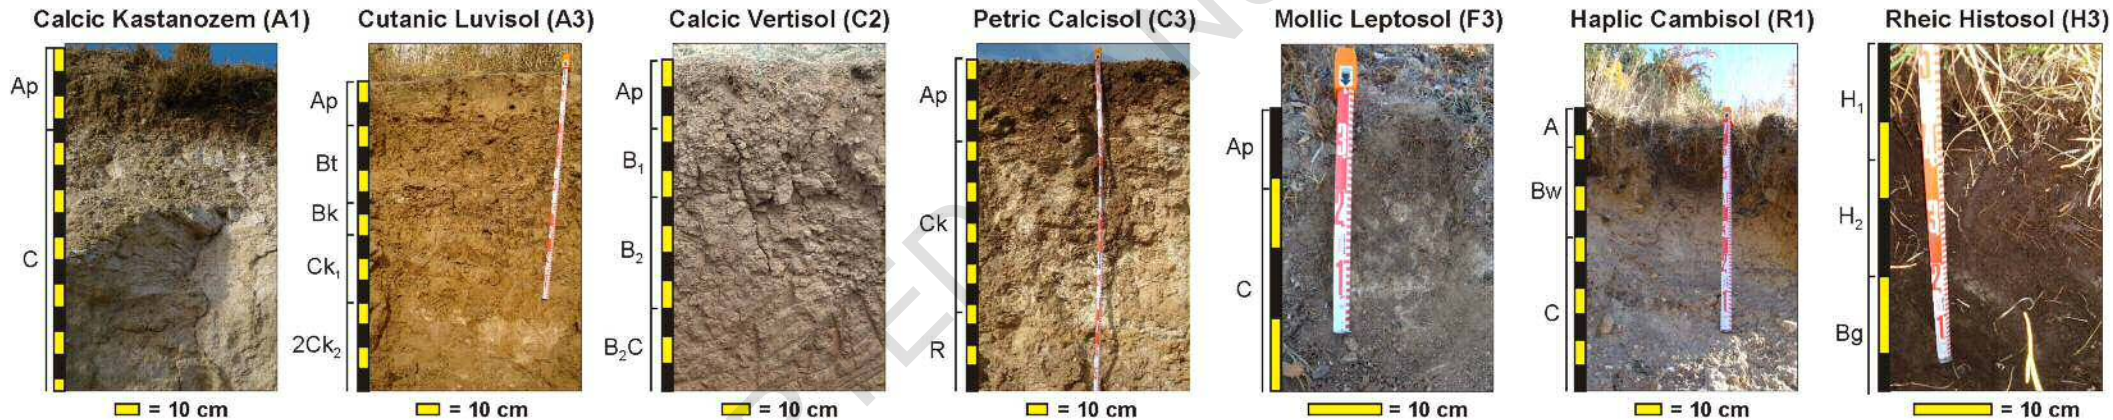 Calcic Kastanozem (A1)
Ap
C
= 10 cm
Cutanic Luvisol (A3)
Ap
Bt
Bk
Ck₁
2Ck₂
= 10 cm
Calcic Vertisol (C2)
Ap
B₁
B₂
B₂C
= 10 cm
Petric Calcisol (C3)
Ap
Ck
R
= 10 cm
Mollic Leptosol (F3)
Ap
C
= 10 cm
Haplic Cambisol (R1)
A
Bw
C
= 10 cm
Rheic Histosol (H3)
H₁
H₂
Bg
= 10 cm